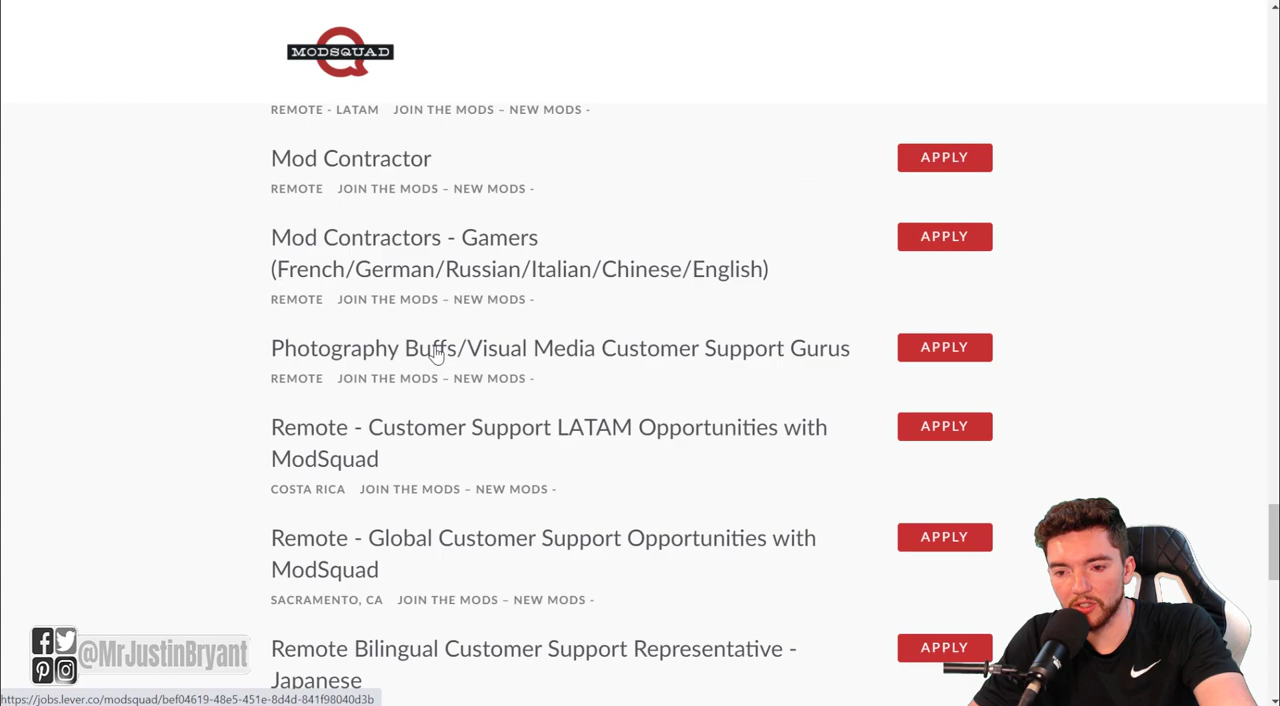 MODSQUAD
REMOTE - LATAM JOIN THE MODS – NEW MODS -
Mod Contractor
APPLY
REMOTE JOIN THE MODS – NEW MODS -
Mod Contractors - Gamers
(French/German/Russian/Italian/Chinese/English)
APPLY
REMOTE JOIN THE MODS – NEW MODS -
Photography Buffs/Visual Media Customer Support Gurus
APPLY
REMOTE JOIN THE MODS – NEW MODS -
Remote - Customer Support LATAM Opportunities with
ModSquad
APPLY
COSTA RICA JOIN THE MODS – NEW MODS -
Remote - Global Customer Support Opportunities with
ModSquad
APPLY
SACRAMENTO, CA JOIN THE MODS – NEW MODS -
Remote Bilingual Customer Support Representative -
Japanese
APPLY
@MrJustinBryant
https://jobs.lever.co/modsquad/bef04619-48e5-451e-8d4d-841f98040d3b